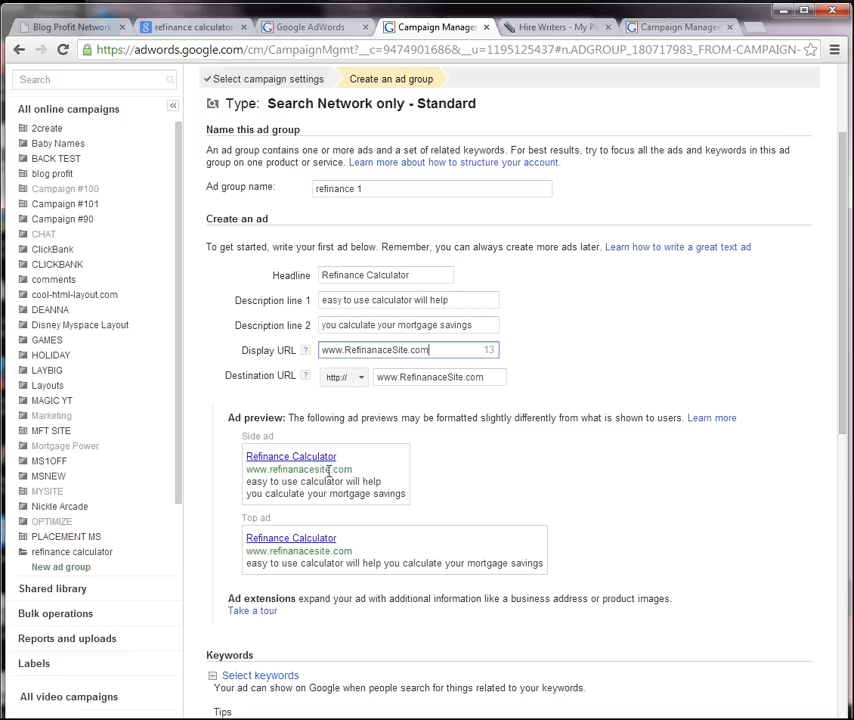 Blog Profit Network
refinance calculator
Google AdWords
Campaign Manage
Hire Writers - My Pi
Campaign Manage
https://adwords.google.com/cm/CampaignMgmt?__c=9474901686&__u=1195125437#n.ADGROUP_180717983_FROM-CAMPAIGN-
Search
All online campaigns
2create
Baby Names
BACK TEST
blog profit
Campaign #100
Campaign #101
Campaign #90
CHAT
ClickBank
CLICKBANK
comments
cool-html-layout.com
DEANNA
Disney Myspace Layout
GAMES
HOLIDAY
LAYBIG
Layouts
MAGIC YT
Marketing
MFT SITE
Mortgage Power
MS1OFF
MSNEW
MYSITE
Nickle Arcade
OPTIMIZE
PLACEMENT MS
refinance calculator
New ad group
Shared library
Bulk operations
Reports and uploads
Labels
All video campaigns
Select campaign settings
Create an ad group
Type: Search Network only - Standard
Name this ad group
An ad group contains one or more ads and a set of related keywords. For best results, try to focus all the ads and keywords in this ad
group on one product or service. Learn more about how to structure your account.
Ad group name: refinance 1
Create an ad
To get started, write your first ad below. Remember, you can always create more ads later. Learn how to write a great text ad
Headline Refinance Calculator
Description line 1 easy to use calculator will help
Description line 2 you calculate your mortgage savings
Display URL ? www.RefinanaceSite.com 13
Destination URL ? http:// www.RefinanaceSite.com
Ad preview: The following ad previews may be formatted slightly differently from what is shown to users. Learn more
Side ad
Refinance Calculator
www.refinanacesite.com
easy to use calculator will help
you calculate your mortgage savings
Top ad
Refinance Calculator
www.refinanacesite.com
easy to use calculator will help you calculate your mortgage savings
Ad extensions expand your ad with additional information like a business address or product images.
Take a tour
Keywords
Select keywords
Your ad can show on Google when people search for things related to your keywords.
Tips